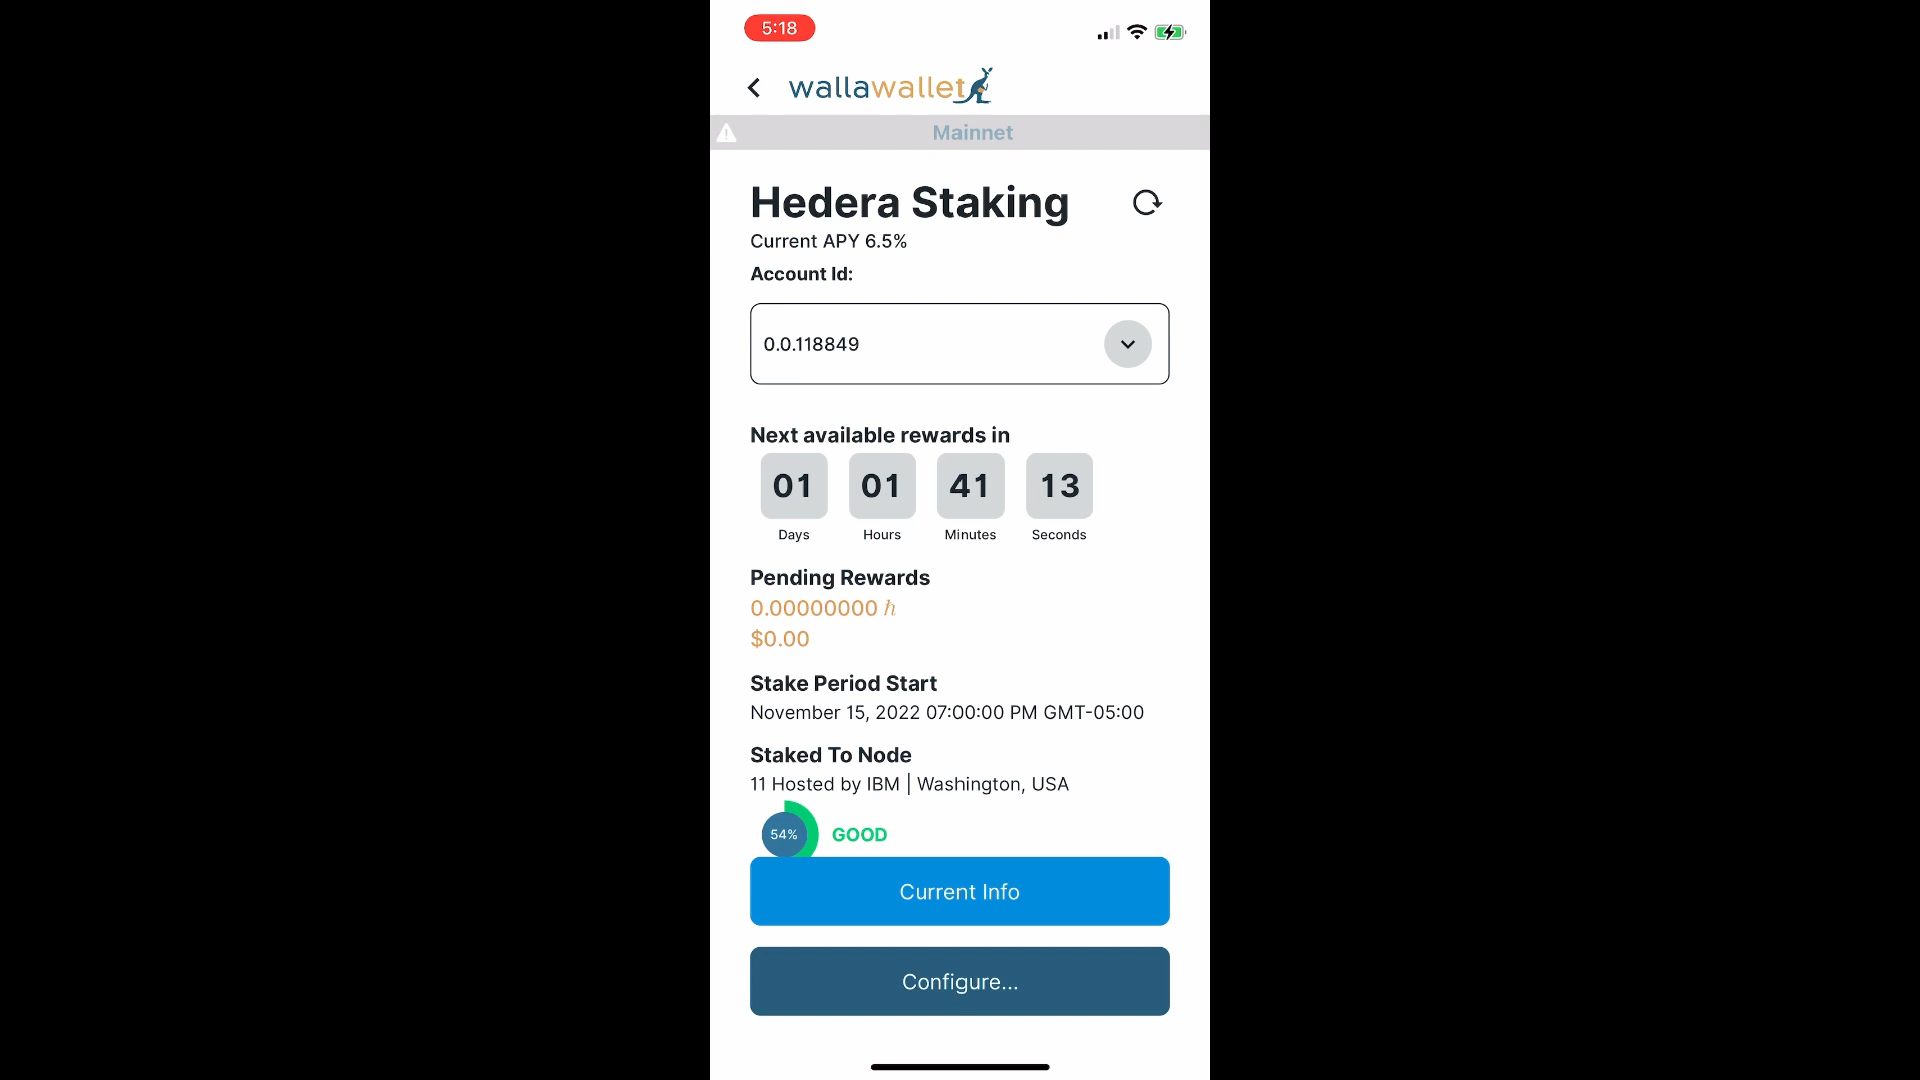 5:18
wallawallet
Mainnet
Hedera Staking
Current APY 6.5%
Account Id:
0.0.118849
Next available rewards in
01 01 41 13
Days Hours Minutes Seconds
Pending Rewards
0.00000000 ℏ
$0.00
Stake Period Start
November 15, 2022 07:00:00 PM GMT-05:00
Staked To Node
11 Hosted by IBM | Washington, USA
54% GOOD
Current Info
Configure...